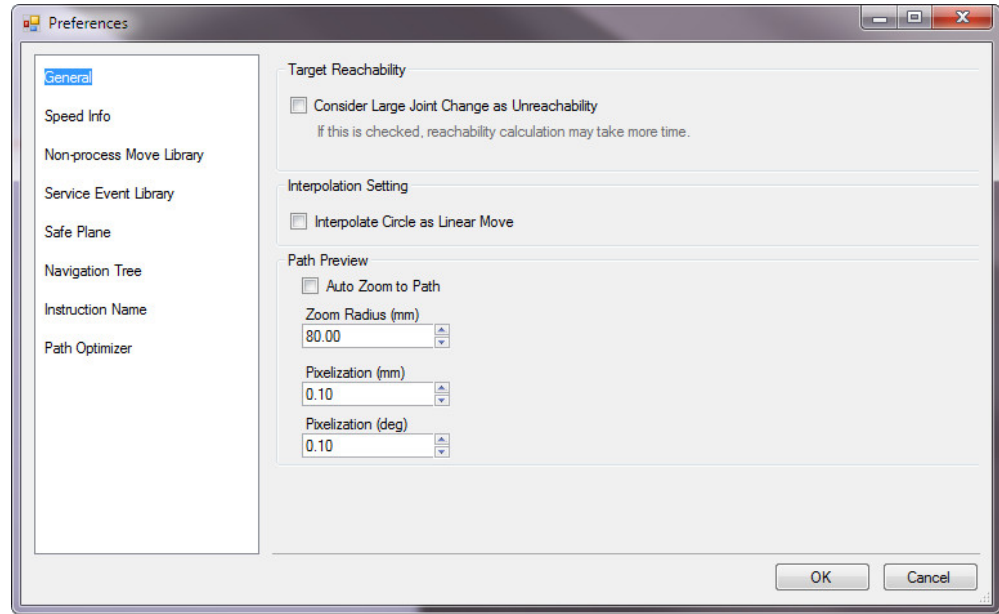 Preferences
General
Speed Info
Non-process Move Library
Service Event Library
Safe Plane
Navigation Tree
Instruction Name
Path Optimizer
Target Reachability
Consider Large Joint Change as Unreachability
If this is checked, reachability calculation may take more time.
Interpolation Setting
Interpolate Circle as Linear Move
Path Preview
Auto Zoom to Path
Zoom Radius (mm)
80.00
Pixelization (mm)
0.10
Pixelization (deg)
0.10
OK
Cancel